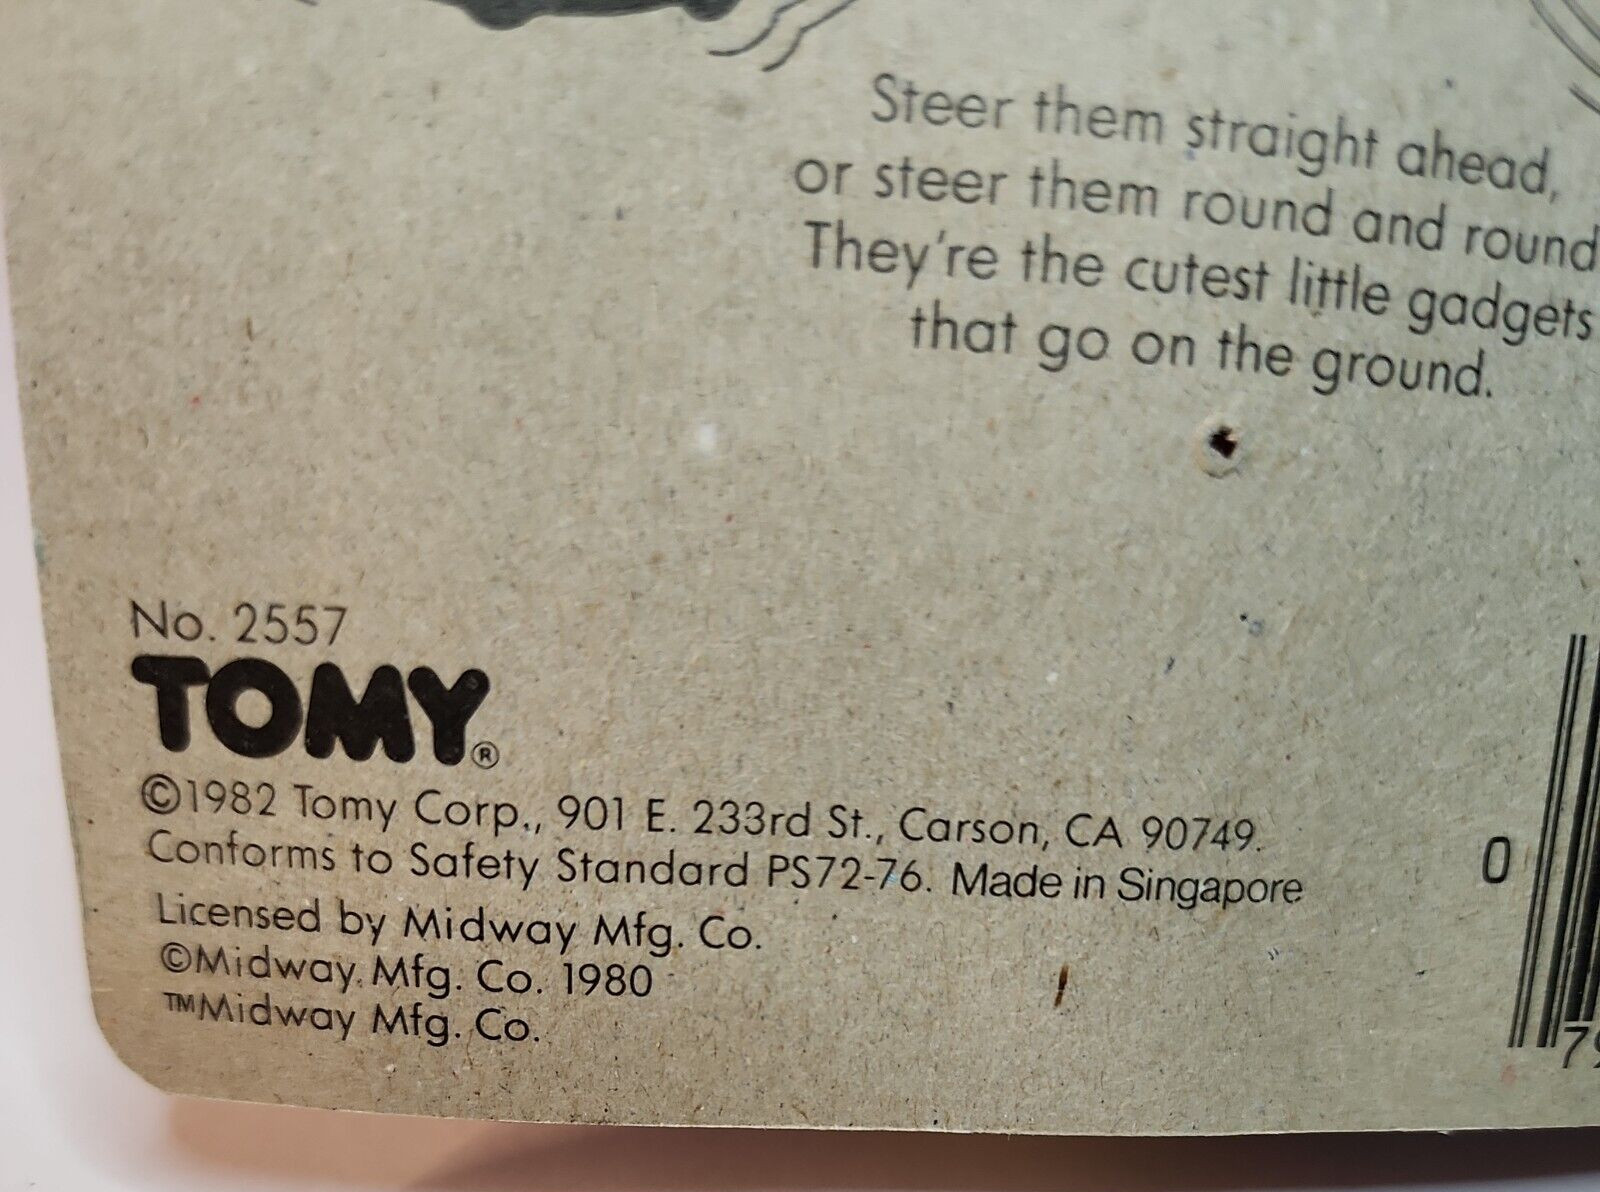 Steer them straight ahead,
or steer them round and round
They're the cutest little gadgets
that go on the ground.
No. 2557
TOMY®
©1982 Tomy Corp., 901 E. 233rd St., Carson, CA 90749.
Conforms to Safety Standard PS72-76. Made in Singapore
Licensed by Midway Mfg. Co.
©Midway Mfg. Co. 1980
™Midway Mfg. Co.
0
79